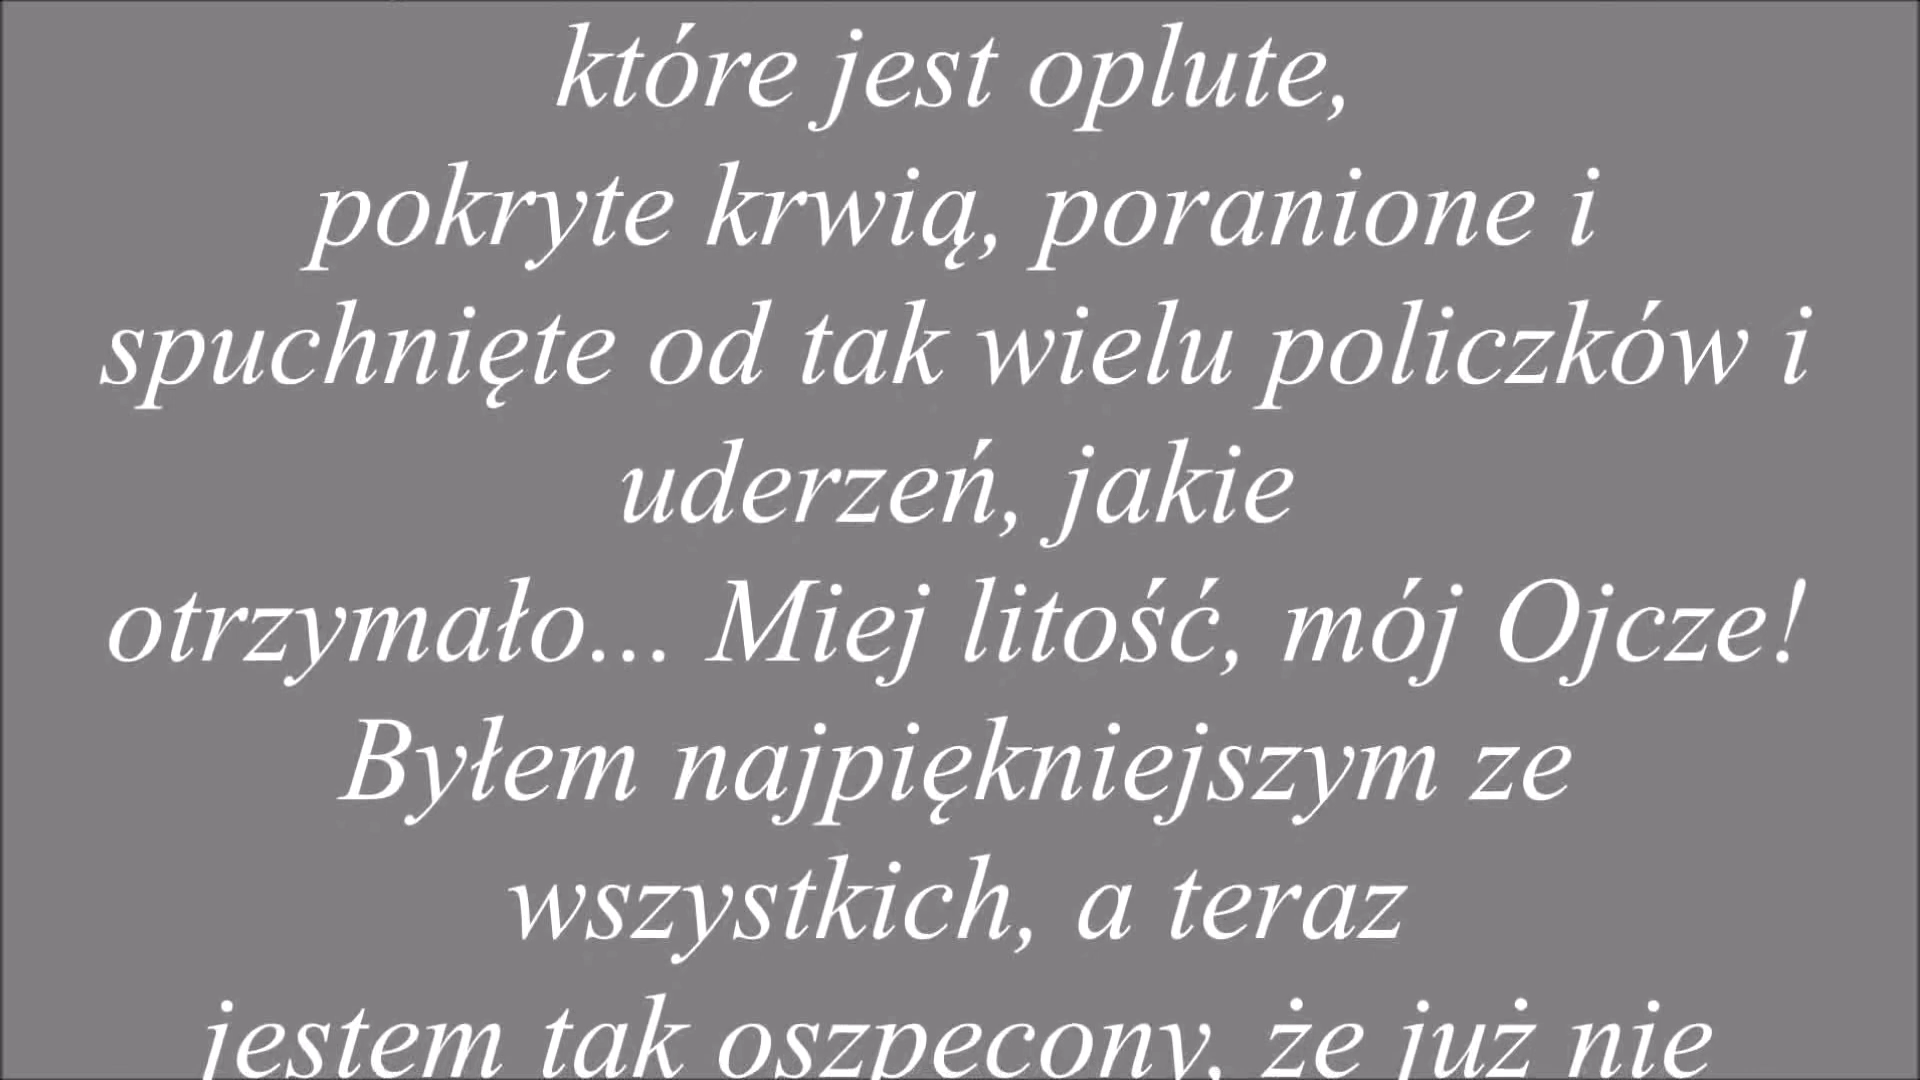 które jest oplute,
pokryte krwią, poranione i
spuchnięte od tak wielu policzków i
uderzeń, jakie
otrzymało... Miej litość, mój Ojcze!
Byłem najpiękniejszym ze
wszystkich, a teraz
jestem tak oszpecony, że już nie